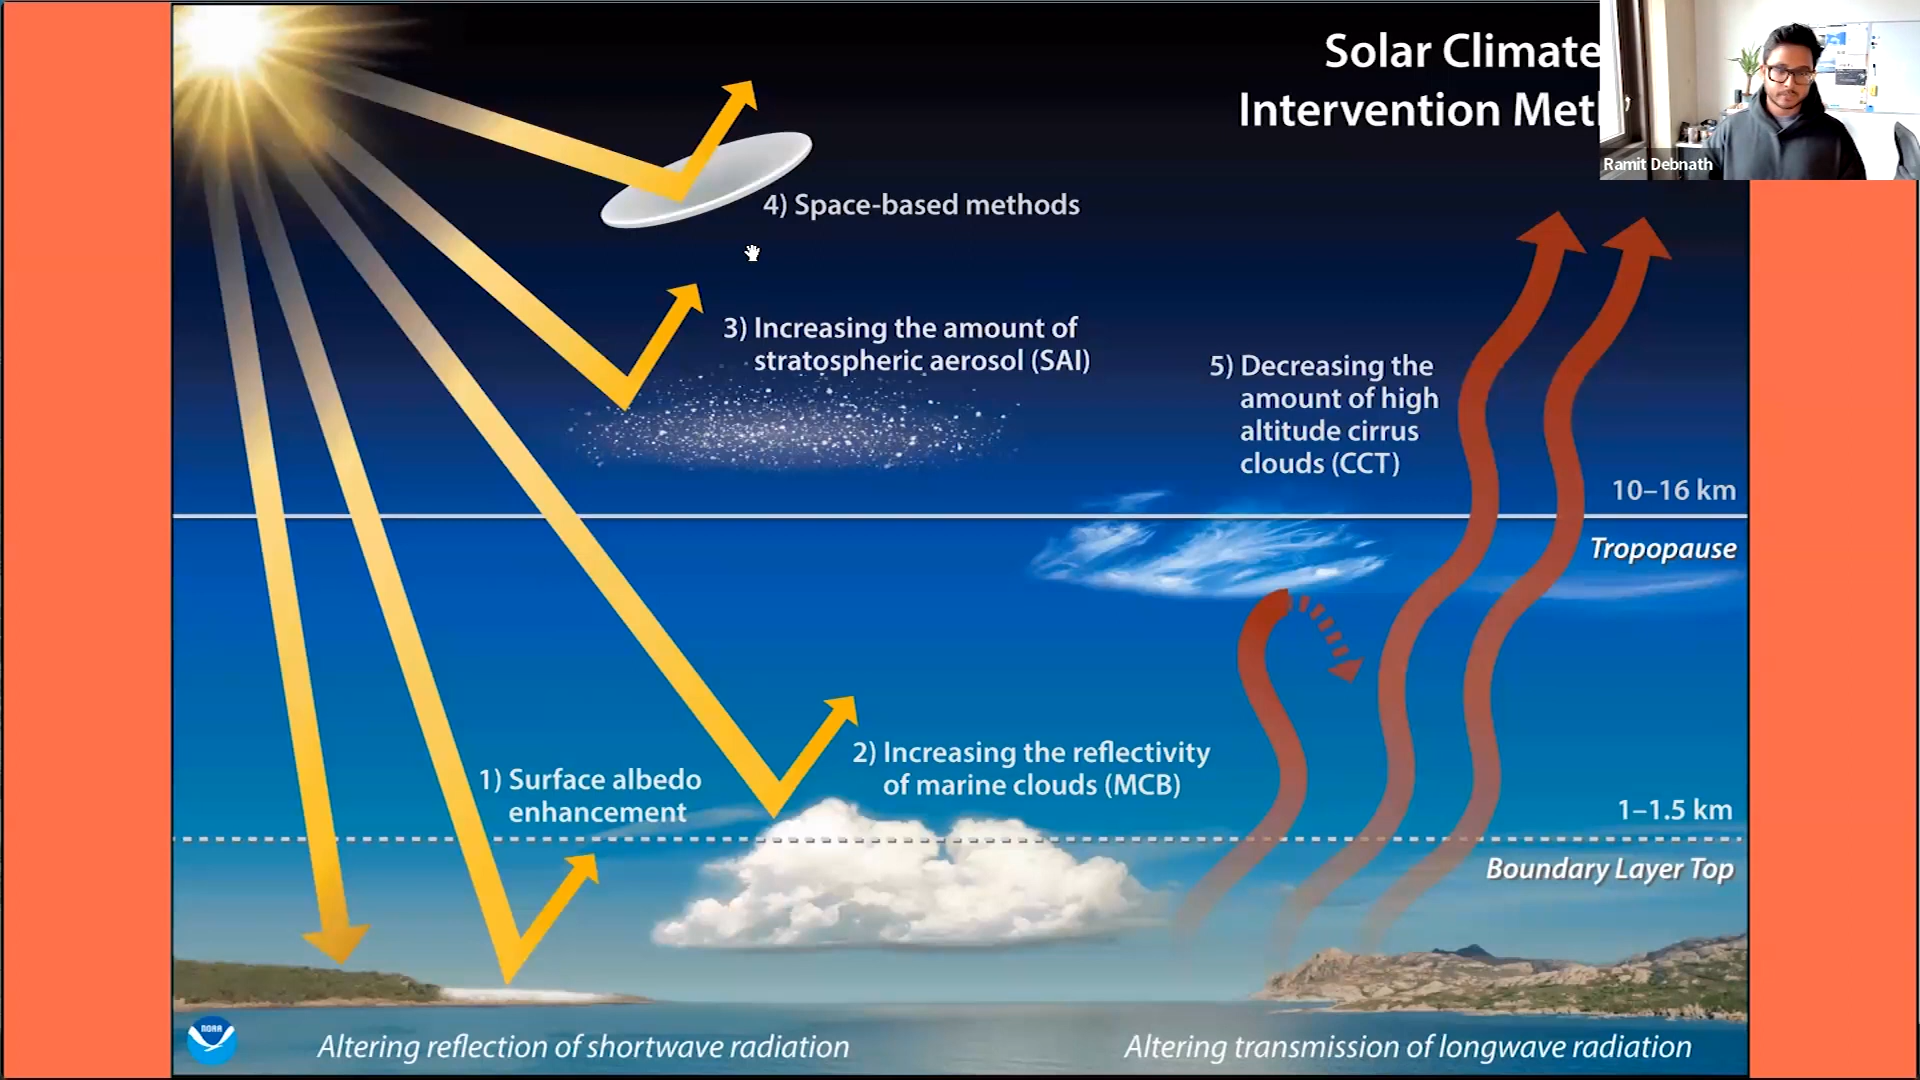 Solar Climate
Intervention Met
Ramit Debnath
4) Space-based methods
3) Increasing the amount of
stratospheric aerosol (SAI)
5) Decreasing the
amount of high
altitude cirrus
clouds (CCT)
10–16 km
Tropopause
2) Increasing the reflectivity
of marine clouds (MCB)
1) Surface albedo
enhancement
1–1.5 km
Boundary Layer Top
NOAA
Altering reflection of shortwave radiation
Altering transmission of longwave radiation